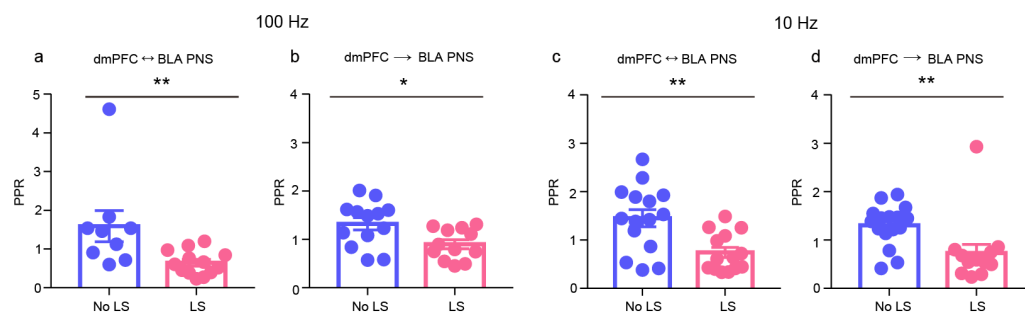 100 Hz
10 Hz
a
dmPFC ↔ BLA PNS
**
PPR
5
4
3
2
1
0
No LS
LS
b
dmPFC → BLA PNS
*
PPR
4
3
2
1
0
No LS
LS
c
dmPFC ↔ BLA PNS
**
PPR
4
3
2
1
0
No LS
LS
d
dmPFC → BLA PNS
**
PPR
4
3
2
1
0
No LS
LS